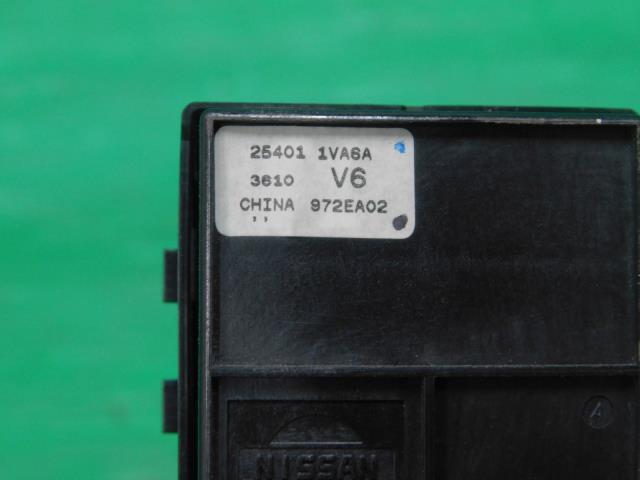 25401 1VA6A
3610 V6
CHINA 972EA02
''
A
NISSAN